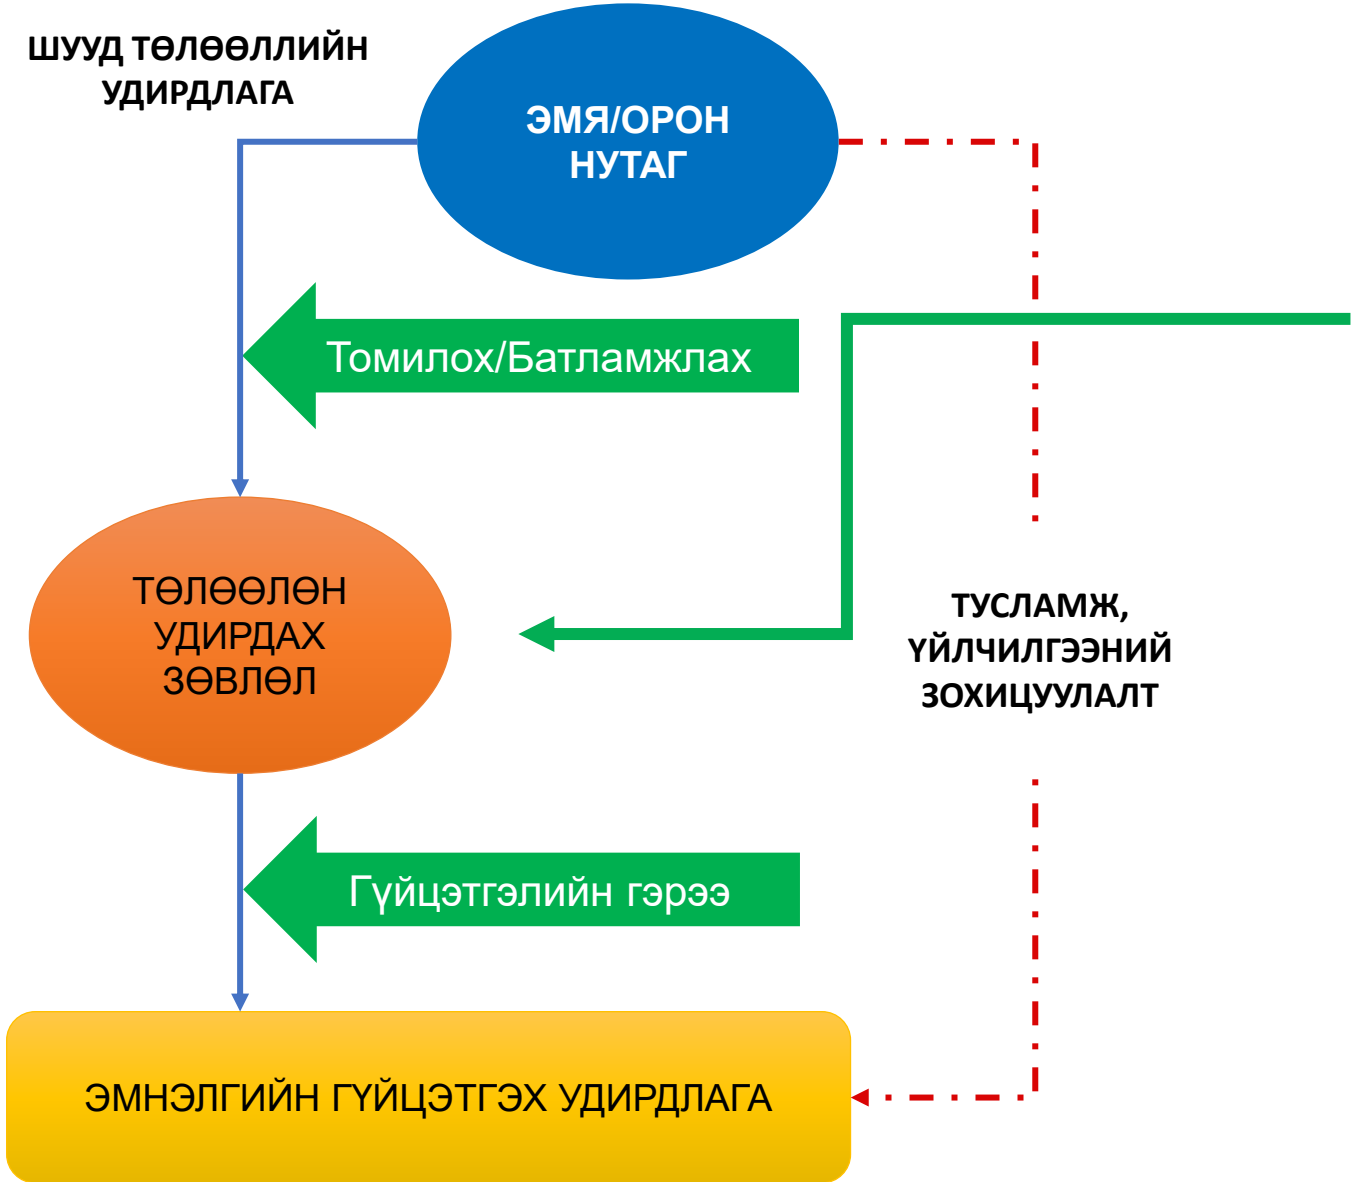 ШУУД ТӨЛӨӨЛЛИЙН
УДИРДЛАГА
ЭМЯ/ОРОН
НУТАГ
Томилох/Батламжлах
ТӨЛӨӨЛӨН
УДИРДАХ
ЗӨВЛӨЛ
ТУСЛАМЖ,
ҮЙЛЧИЛГЭЭНИЙ
ЗОХИЦУУЛАЛТ
Гүйцэтгэлийн гэрээ
ЭМНЭЛГИЙН ГҮЙЦЭТГЭХ УДИРДЛАГА